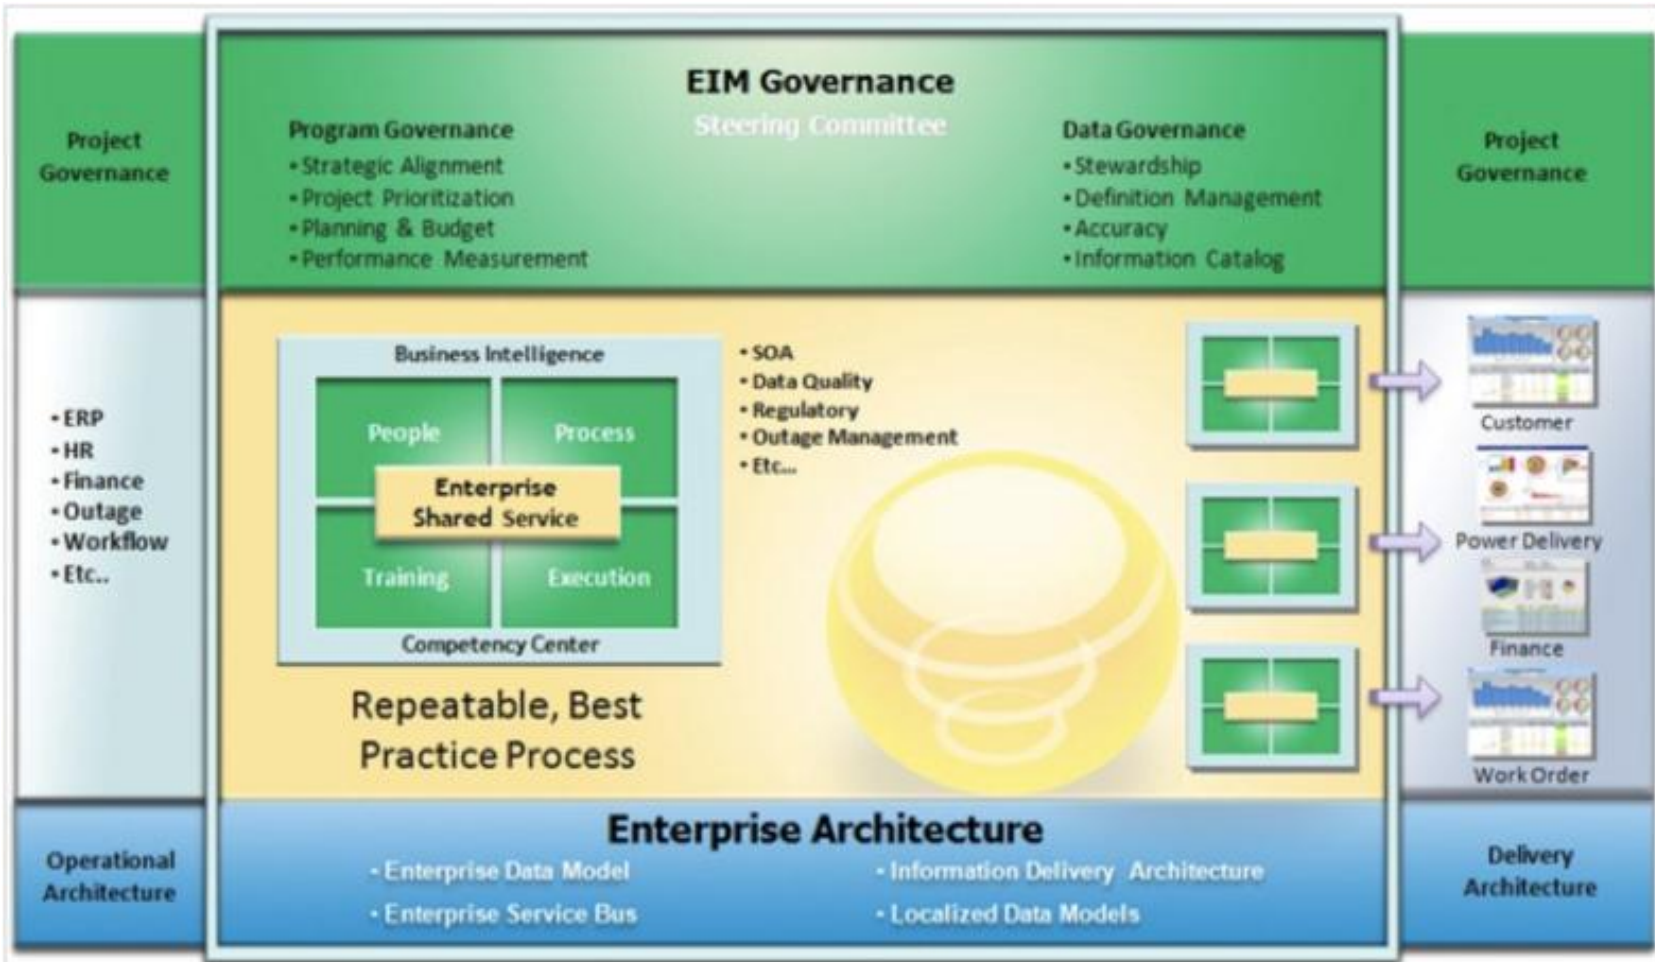 EIM Governance
Steering Committee
Project
Governance
Program Governance
• Strategic Alignment
• Project Prioritization
• Planning & Budget
• Performance Measurement
Data Governance
• Stewardship
• Definition Management
• Accuracy
• Information Catalog
Project
Governance
• ERP
• HR
• Finance
• Outage
• Workflow
• Etc..
Business Intelligence
People
Process
Enterprise
Shared Service
Training
Execution
Competency Center
Repeatable, Best
Practice Process
• SOA
• Data Quality
• Regulatory
• Outage Management
• Etc...
Customer
Power Delivery
Finance
Work Order
Operational
Architecture
Enterprise Architecture
- Enterprise Data Model
- Enterprise Service Bus
- Information Delivery Architecture
- Localized Data Models
Delivery
Architecture